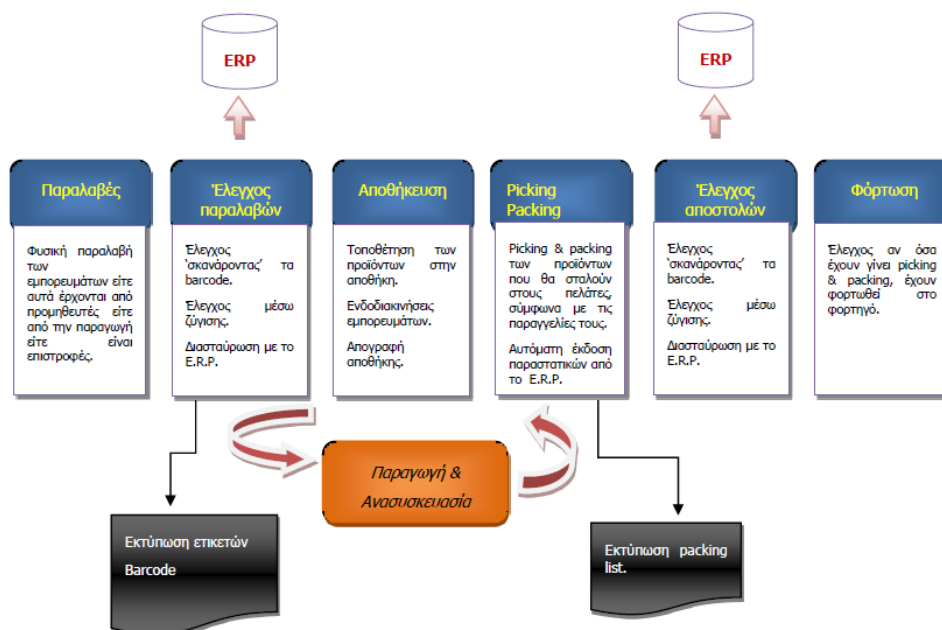 ERP
ERP
Παραλαβές
Φυσική παραλαβή
των
εμπορευμάτων είτε
αυτά έρχονται από
προμηθευτές είτε
από την παραγωγή
είτε είναι
επιστροφές.
Έλεγχος
παραλαβών
Έλεγχος
'σκανάροντας' τα
barcode.
Έλεγχος μέσω
ζύγισης.
Διασταύρωση με το
E.R.P.
Αποθήκευση
Τοποθέτηση των
προϊόντων στην
αποθήκη.
Ενδοδιακινήσεις
εμπορευμάτων.
Απογραφή
αποθήκης.
Picking
Packing
Picking & packing
των προϊόντων
που θα σταλούν
στους πελάτες,
σύμφωνα με τις
παραγγελίες τους.
Αυτόματη έκδοση
παραστατικών από
το E.R.P.
Έλεγχος
αποστολών
Έλεγχος
'σκανάροντας' τα
barcode.
Έλεγχος μέσω
ζύγισης.
Διασταύρωση με το
E.R.P.
Φόρτωση
Έλεγχος αν όσα
έχουν γίνει picking
& packing, έχουν
φορτωθεί στο
φορτηγό.
Παραγωγή &
Ανασυσκευασία
Εκτύπωση ετικετών
Barcode
Εκτύπωση packing
list.